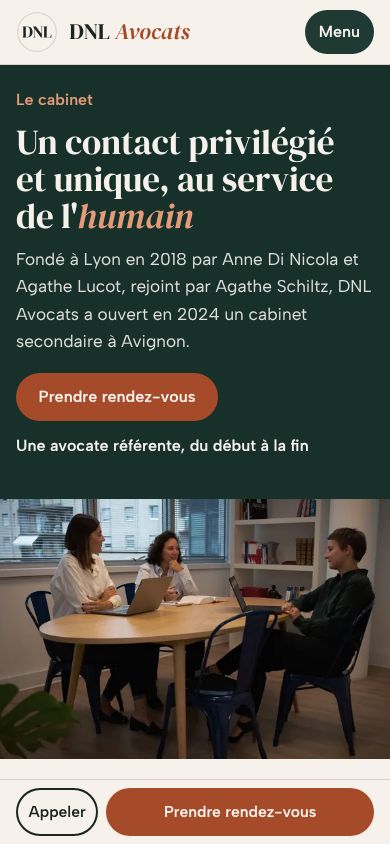 DNL DNL Avocats Menu
Le cabinet
Un contact privilégié
et unique, au service
de l'humain
Fondé à Lyon en 2018 par Anne Di Nicola et
Agathe Lucot, rejoint par Agathe Schiltz, DNL
Avocats a ouvert en 2024 un cabinet
secondaire à Avignon.
Prendre rendez-vous
Une avocate référente, du début à la fin
Appeler Prendre rendez-vous